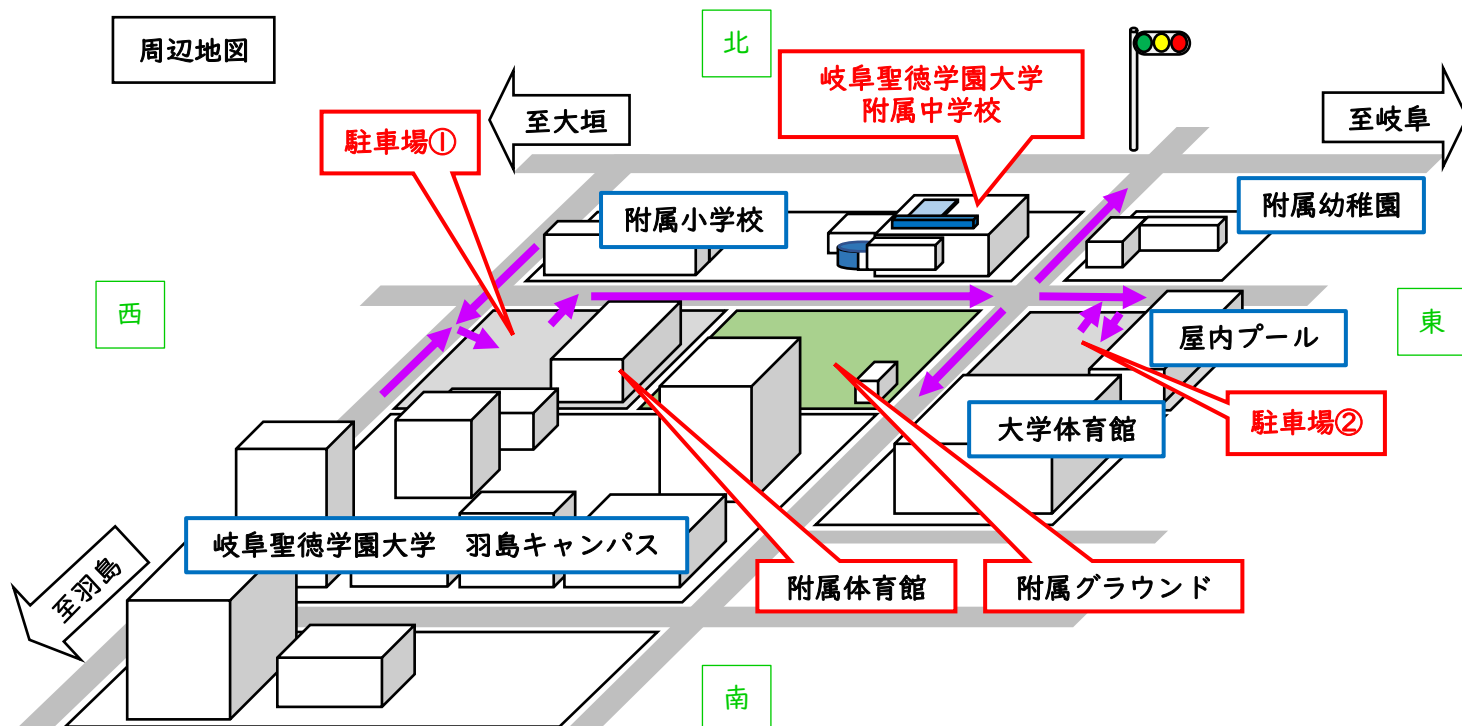 周辺地図
北
岐阜聖徳学園大学
附属中学校
至大垣
至岐阜
駐車場①
附属小学校
附属幼稚園
西
東
屋内プール
大学体育館
駐車場②
岐阜聖徳学園大学　羽島キャンパス
至羽島
附属体育館
附属グラウンド
南